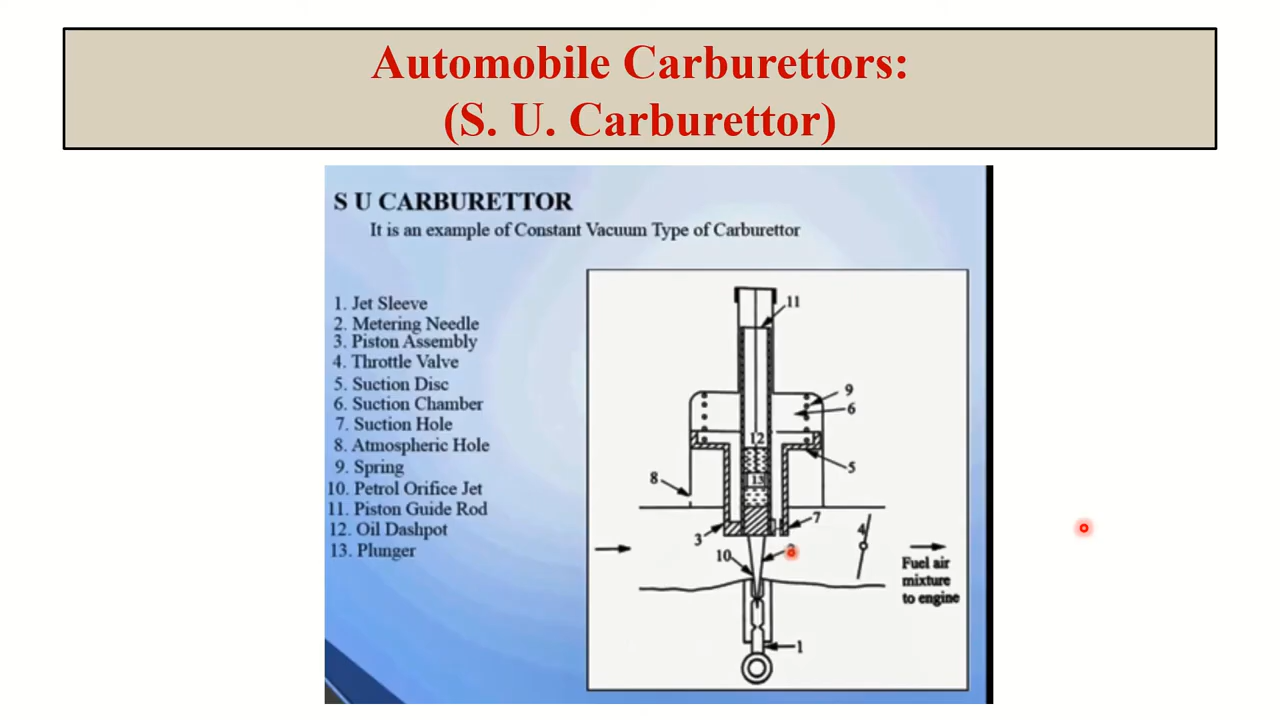 Automobile Carburettors:
(S. U. Carburettor)
S U CARBURETTOR
It is an example of Constant Vacuum Type of Carburettor
1. Jet Sleeve
2. Metering Needle
3. Piston Assembly
4. Throttle Valve
5. Suction Disc
6. Suction Chamber
7. Suction Hole
8. Atmospheric Hole
9. Spring
10. Petrol Orifice Jet
11. Piston Guide Rod
12. Oil Dashpot
13. Plunger
11
9
6
12
5
8
13
7
3
4
10
Fuel air
mixture
to engine
1